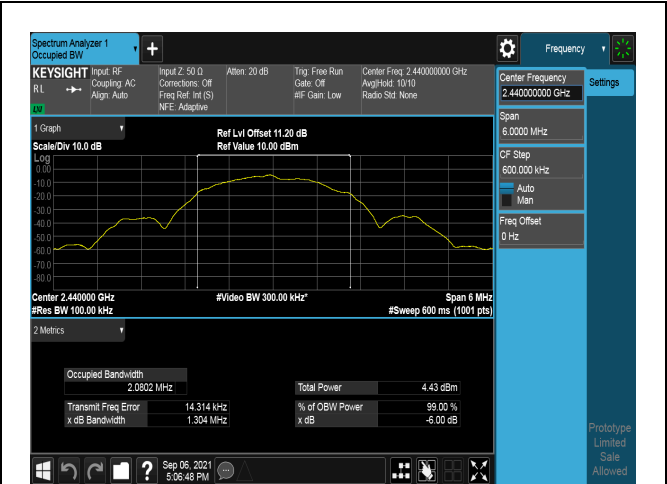 Spectrum Analyzer 1
Occupied BW
+
Frequency
KEYSIGHT
RL
LXI
Input: RF
Coupling: AC
Align: Auto
Input Z: 50 Ω
Corrections: Off
Freq Ref: Int (S)
NFE: Adaptive
Atten: 20 dB
Trig: Free Run
Gate: Off
#IF Gain: Low
Center Freq: 2.440000000 GHz
Avg|Hold: 10/10
Radio Std: None
Center Frequency
2.440000000 GHz
Settings
Span
6.0000 MHz
CF Step
600.000 kHz
Auto
Man
Freq Offset
0 Hz
1 Graph
Scale/Div 10.0 dB
Ref Lvl Offset 11.20 dB
Ref Value 10.00 dBm
Log
0.00
-10.0
-20.0
-30.0
-40.0
-50.0
-60.0
-70.0
-80.0
Center 2.440000 GHz
#Res BW 100.00 kHz
#Video BW 300.00 kHz*
Span 6 MHz
#Sweep 600 ms (1001 pts)
2 Metrics
Occupied Bandwidth
2.0802 MHz
Total Power 4.43 dBm
Transmit Freq Error 14.314 kHz
% of OBW Power 99.00 %
x dB Bandwidth 1.304 MHz
x dB -6.00 dB
Prototype
Limited
Sale
Allowed
?
Sep 06, 2021
5:06:48 PM